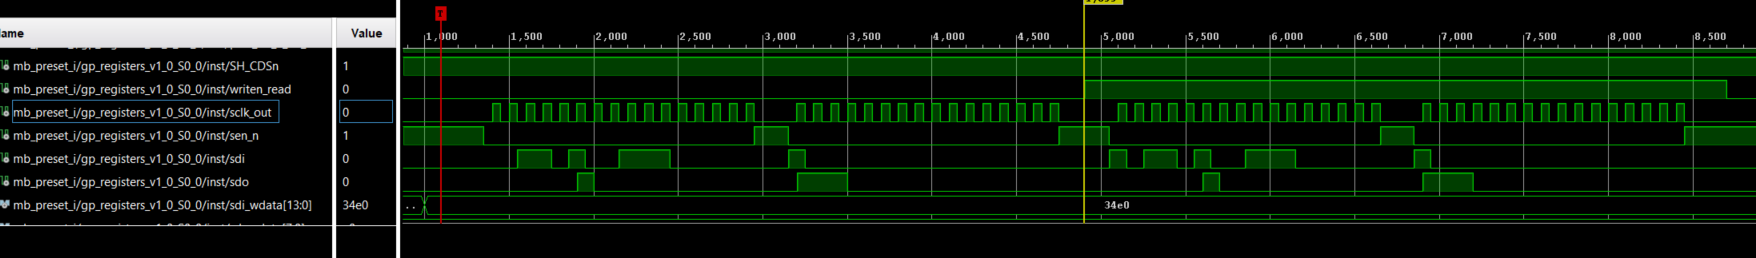 ame Value
T
1,000 1,500 2,000 2,500 3,000 3,500 4,000 4,500 5,000 5,500 6,000 6,500 7,000 7,500 8,000 8,500
mb_preset_i/gp_registers_v1_0_S0_0/inst/SH_CDSn 1
mb_preset_i/gp_registers_v1_0_S0_0/inst/writen_read 0
mb_preset_i/gp_registers_v1_0_S0_0/inst/sclk_out 0
mb_preset_i/gp_registers_v1_0_S0_0/inst/sen_n 1
mb_preset_i/gp_registers_v1_0_S0_0/inst/sdi 0
mb_preset_i/gp_registers_v1_0_S0_0/inst/sdo 0
mb_preset_i/gp_registers_v1_0_S0_0/inst/sdi_wdata[13:0] 34e0 .. 34e0